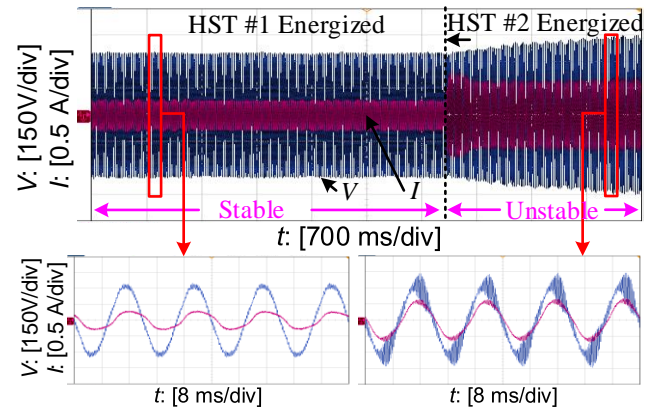 HST #1 Energized
HST #2 Energized
V: [150V/div]
I: [0.5 A/div]
V
I
Stable
Unstable
t: [700 ms/div]
V: [150V/div]
I: [0.5 A/div]
t: [8 ms/div]
t: [8 ms/div]